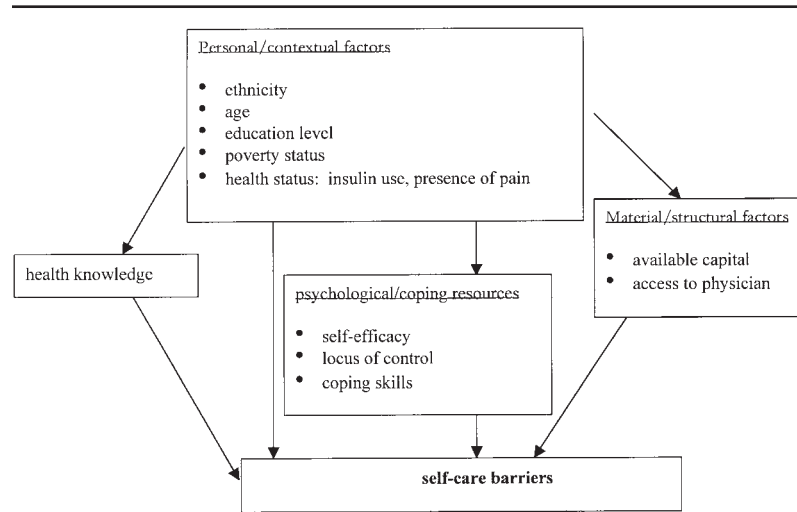 Personal/contextual factors
• ethnicity
• age
• education level
• poverty status
• health status: insulin use, presence of pain
Material/structural factors
• available capital
• access to physician
health knowledge
psychological/coping resources
• self-efficacy
• locus of control
• coping skills
self-care barriers